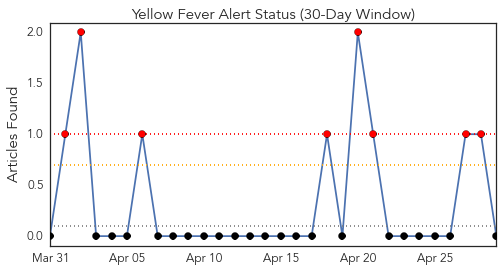 Yellow Fever Alert Status (30-Day Window)
Articles Found
2.0
1.5
1.0
0.5
0.0
Mar 31 Apr 05 Apr 10 Apr 15 Apr 20 Apr 25